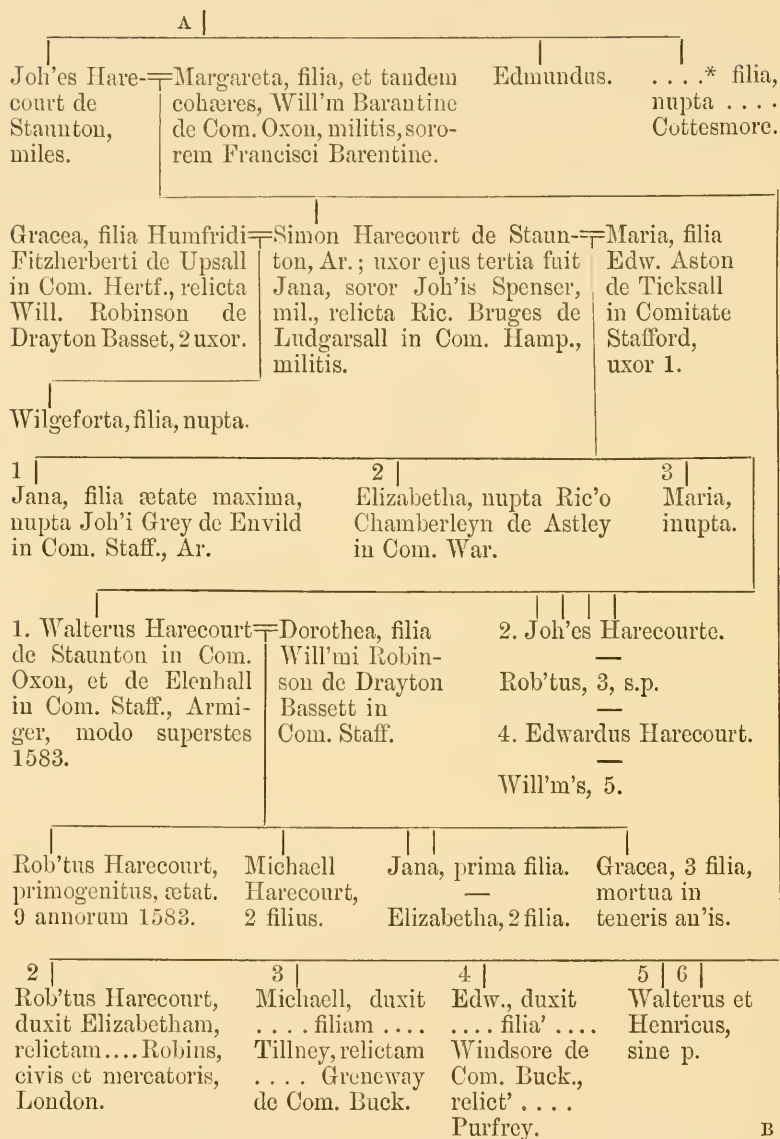 A
Joh'es Hare-
court de
Staunton,
miles.
Margareta, filia, et tandem
cohæres, Will'm Barantine
de Com. Oxon, militis, soro-
rem Francisci Barentine.
Edmundus.
. . . .* filia,
nupta . . . .
Cottesmore.
Gracea, filia Humfridi
Fitzherberti de Upsall
in Com. Hertf., relicta
Will. Robinson de
Drayton Basset, 2 uxor.
Simon Harecourt de Staun-
ton, Ar.; uxor ejus tertia fuit
Jana, soror Joh'is Spenser,
mil., relicta Ric. Bruges de
Ludgarsall in Com. Hamp.,
militis.
Maria, filia
Edw. Aston
de Ticksall
in Comitate
Stafford,
uxor 1.
Wilgeforta, filia, nupta.
1
Jana, filia ætate maxima,
nupta Joh'i Grey de Envild
in Com. Staff., Ar.
2
Elizabetha, nupta Ric'o
Chamberleyn de Astley
in Com. War.
3
Maria,
inupta.
1. Walterus Harecourt
de Staunton in Com.
Oxon, et de Elenhall
in Com. Staff., Armi-
ger, modo superstes
1583.
Dorothea, filia
Will'mi Robin-
son de Drayton
Bassett in
Com. Staff.
2. Joh'es Harecourte.
Rob'tus, 3, s.p.
4. Edwardus Harecourt.
Will'm's, 5.
Rob'tus Harecourt,
primogenitus, ætat.
9 annorum 1583.
Michaell
Harecourt,
2 filius.
Jana, prima filia.
Elizabetha, 2 filia.
Gracea, 3 filia,
mortua in
teneris an'is.
2
Rob'tus Harecourt,
duxit Elizabetham,
relictam....Robins,
civis et mercatoris,
London.
3
Michaell, duxit
. . . . filiam . . . .
Tillney, relictam
. . . . Greneway
de Com. Buck.
4
Edw., duxit
. . . . filia' . . . .
Windsore de
Com. Buck.,
relict' . . . .
Purfrey.
5 6
Walterus et
Henricus,
sine p.
B